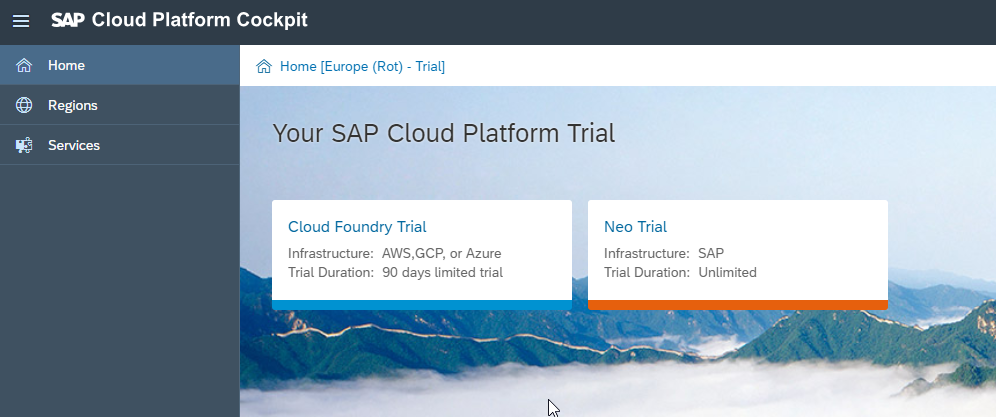 SAP Cloud Platform Cockpit
Home
Regions
Services
Home [Europe (Rot) - Trial]
Your SAP Cloud Platform Trial
Cloud Foundry Trial
Infrastructure: AWS,GCP, or Azure
Trial Duration: 90 days limited trial
Neo Trial
Infrastructure: SAP
Trial Duration: Unlimited